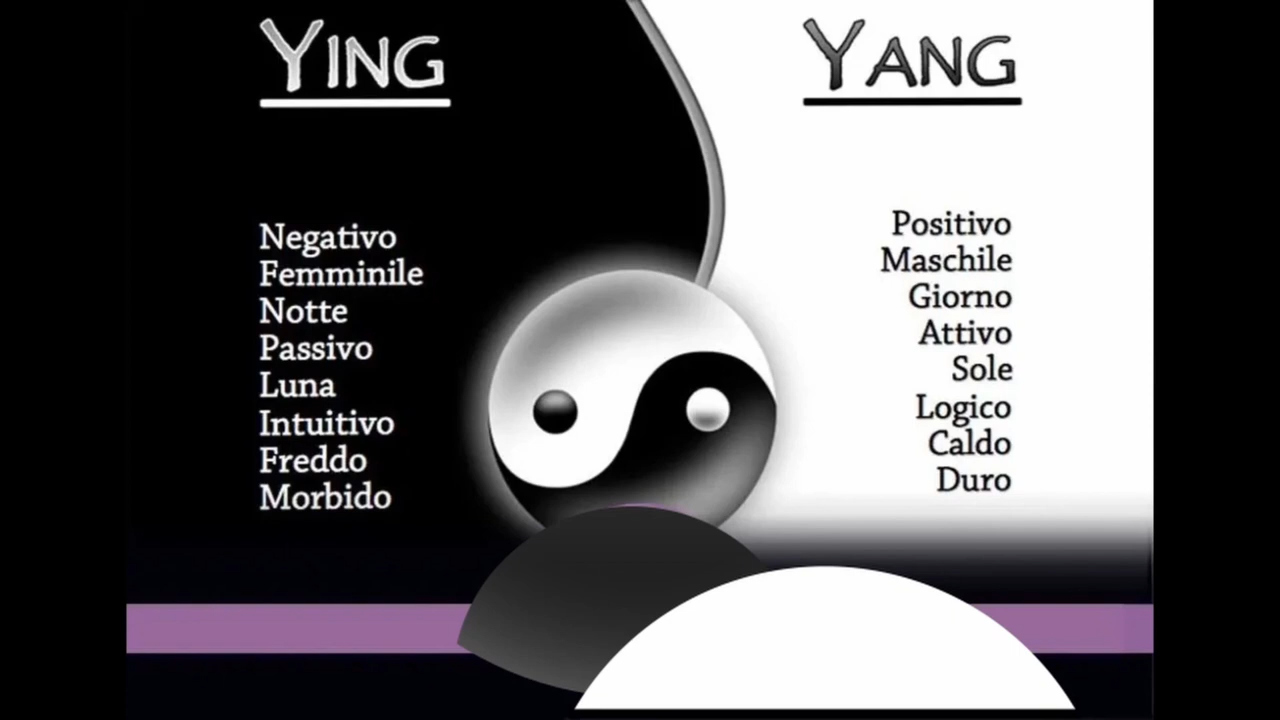 Ying
Negativo
Femminile
Notte
Passivo
Luna
Intuitivo
Freddo
Morbido
Yang
Positivo
Maschile
Giorno
Attivo
Sole
Logico
Caldo
Duro